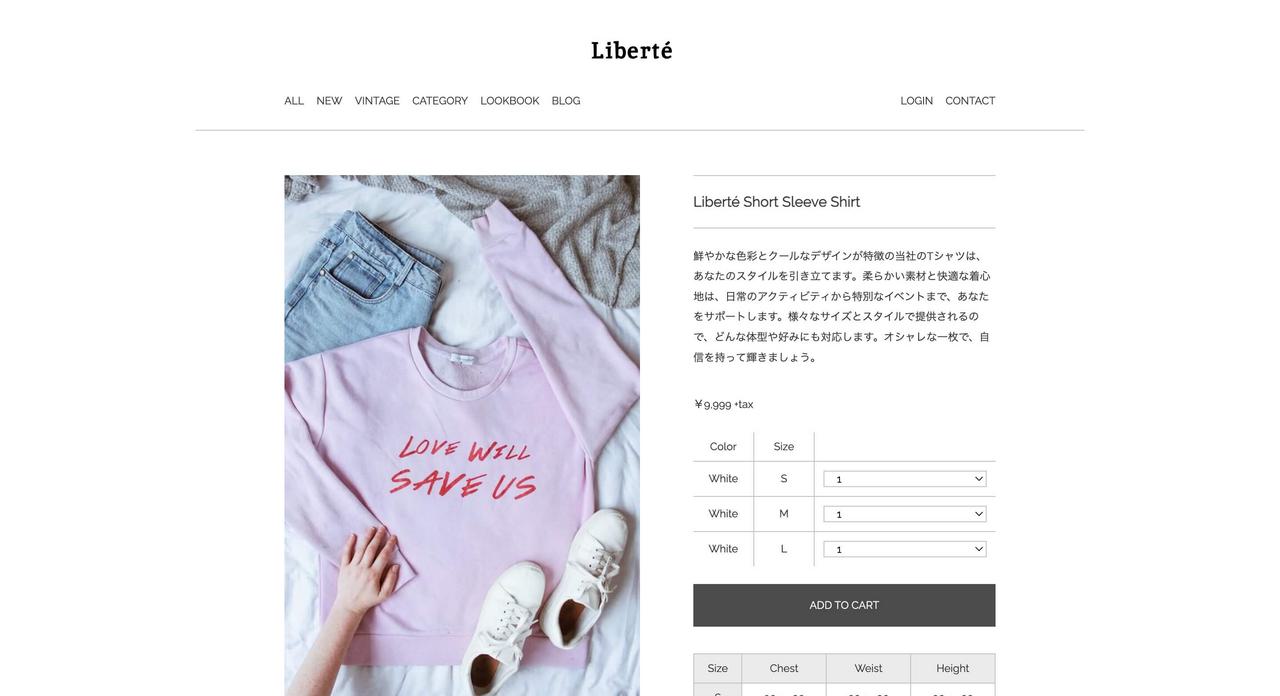 Liberté
ALL NEW VINTAGE CATEGORY LOOKBOOK BLOG LOGIN CONTACT
LOVE WILL
SAVE US
Liberté Short Sleeve Shirt
鮮やかな色彩とクールなデザインが特徴の当社のTシャツは、
あなたのスタイルを引き立てます。柔らかい素材と快適な着心
地は、日常のアクティビティから特別なイベントまで、あなた
をサポートします。様々なサイズとスタイルで提供されるの
で、どんな体型や好みにも対応します。オシャレな一枚で、自
信を持って輝きましょう。
￥9,999 +tax
Color Size
White S 1
White M 1
White L 1
ADD TO CART
Size Chest Weist Height